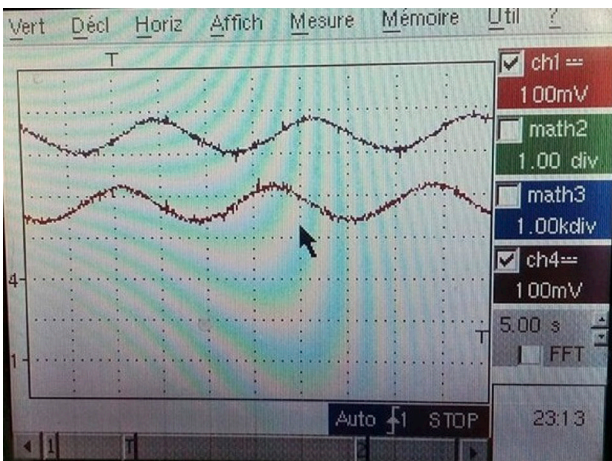 Vert Décl Horiz Affich Mesure Mémoire Util ?
T
ch1
100mV
math2
1.00 div
math3
1.00kdiv
4
ch4
100mV
T
5.00 s
FFT
1
Auto 1 STOP
23:13
1 T 2